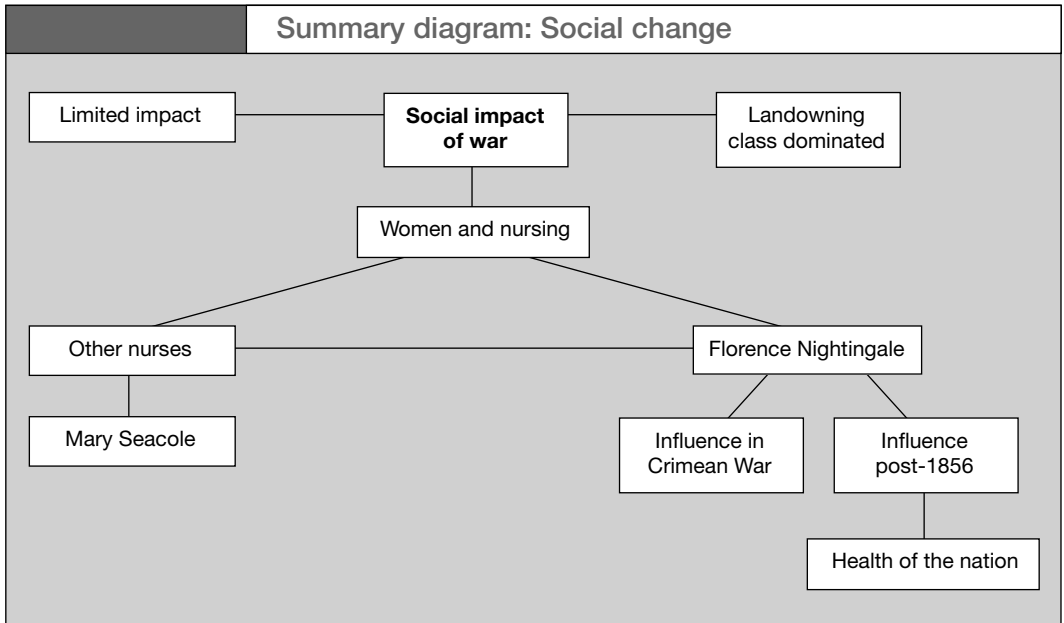 Summary diagram: Social change
Limited impact
Social impact
of war
Landowning
class dominated
Women and nursing
Other nurses
Florence Nightingale
Mary Seacole
Influence in
Crimean War
Influence
post-1856
Health of the nation